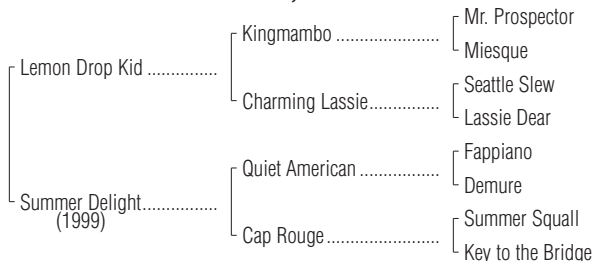 Mr. Prospector
Kingmambo ....................
Miesque
Lemon Drop Kid ..............
Seattle Slew
Charming Lassie..............
Lassie Dear
Fappiano
Quiet American ................
Demure
Summer Delight...............
(1999)
Summer Squall
Cap Rouge.......................
Key to the Bridge